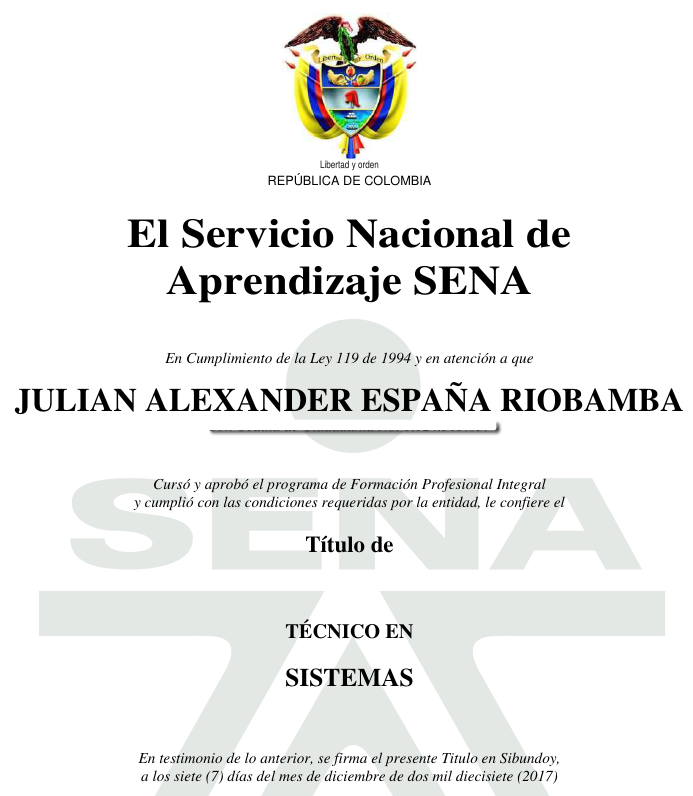 Libertad y Orden
Libertad y orden
REPÚBLICA DE COLOMBIA
El Servicio Nacional de
Aprendizaje SENA
En Cumplimiento de la Ley 119 de 1994 y en atención a que
JULIAN ALEXANDER ESPAÑA RIOBAMBA
Cursó y aprobó el programa de Formación Profesional Integral
y cumplió con las condiciones requeridas por la entidad, le confiere el
SENA
Título de
TÉCNICO EN
SISTEMAS
En testimonio de lo anterior, se firma el presente Titulo en Sibundoy,
a los siete (7) días del mes de diciembre de dos mil diecisiete (2017)